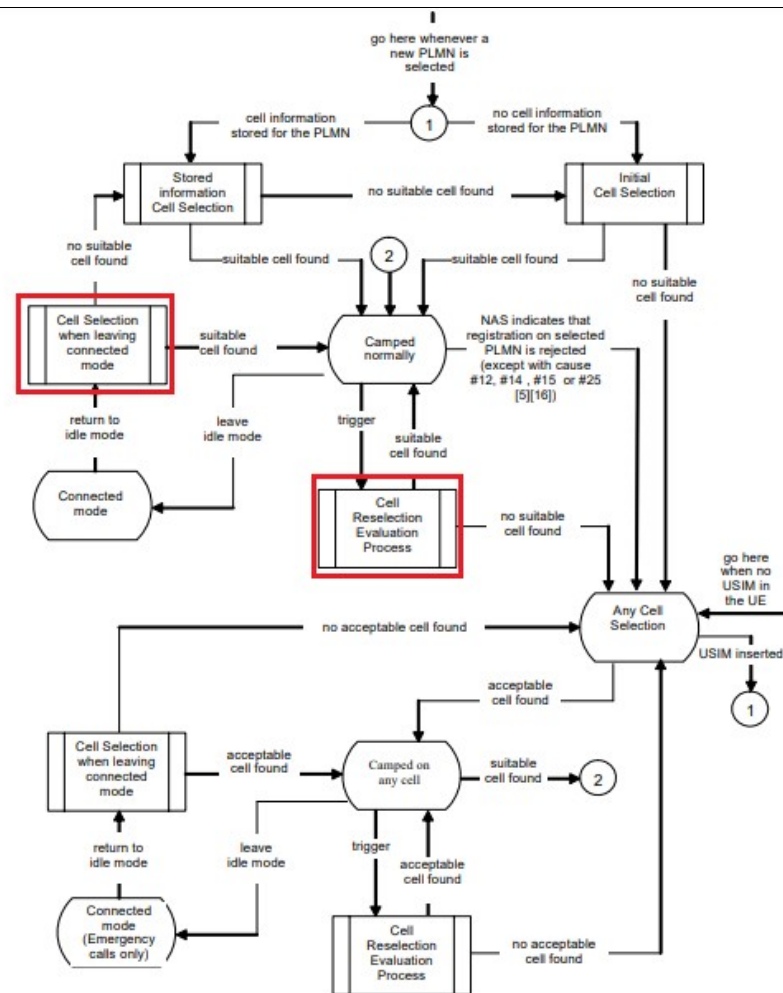 go here whenever a
new PLMN is
selected
1
cell information
stored for the PLMN
no cell information
stored for the PLMN
Stored
information
Cell Selection
no suitable cell found
Initial
Cell Selection
no suitable
cell found
suitable cell found
2
suitable cell found
no suitable
cell found
Cell Selection
when leaving
connected
mode
suitable
cell found
Camped
normally
NAS indicates that
registration on selected
PLMN is rejected
(except with cause
#12, #14 , #15 or #25
[5][16])
return to
idle mode
leave
idle mode
trigger
suitable
cell found
Connected
mode
Cell
Reselection
Evaluation
Process
no suitable
cell found
go here
when no
USIM in
the UE
Any Cell
Selection
no acceptable cell found
USIM inserted
1
acceptable
cell found
Cell Selection
when leaving
connected
mode
acceptable
cell found
Camped on
any cell
suitable
cell found
2
return to
idle mode
leave
idle mode
trigger
acceptable
cell found
Connected
mode
(Emergency
calls only)
Cell
Reselection
Evaluation
Process
no acceptable
cell found